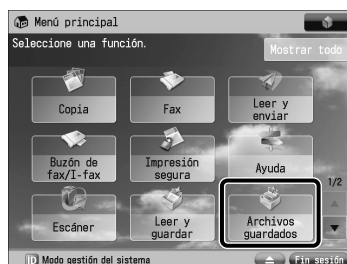 Menú principal
Seleccione una función.
Mostrar todo
Copia
Fax
Leer y
enviar
Buzón de
fax/I-fax
Impresión
segura
Ayuda
1/2
Escáner
Leer y
guardar
Archivos
guardados
ID Modo gestión del sistema
Fin sesión